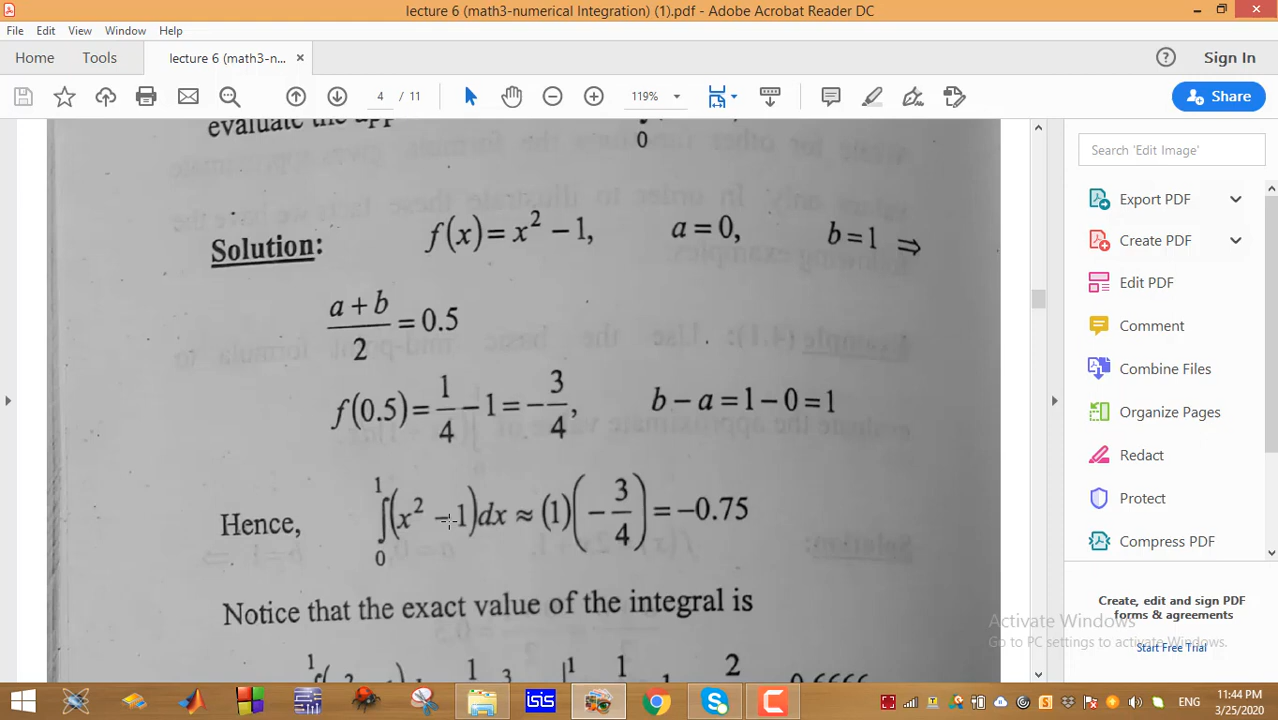 lecture 6 (math3-numerical Integration) (1).pdf - Adobe Acrobat Reader DC
File Edit View Window Help
Home Tools lecture 6 (math3-n... × Sign In
4 / 11 119% Share
evaluate the
0
Search 'Edit Image'
Solution: f(x) = x² − 1, a = 0, b = 1 ⇒
(a + b)/2 = 0.5
f(0.5) = 1/4 − 1 = −3/4, b − a = 1 − 0 = 1
Hence, ∫₀¹(x² − 1)dx ≈ (1)(−3/4) = −0.75
Notice that the exact value of the integral is
Export PDF
Create PDF
Edit PDF
Comment
Combine Files
Organize Pages
Redact
Protect
Compress PDF
Create, edit and sign PDF
forms & agreements
Start Free Trial
Activate Windows
Go to PC settings to activate Windows.
isis
11:44 PM
3/25/2020